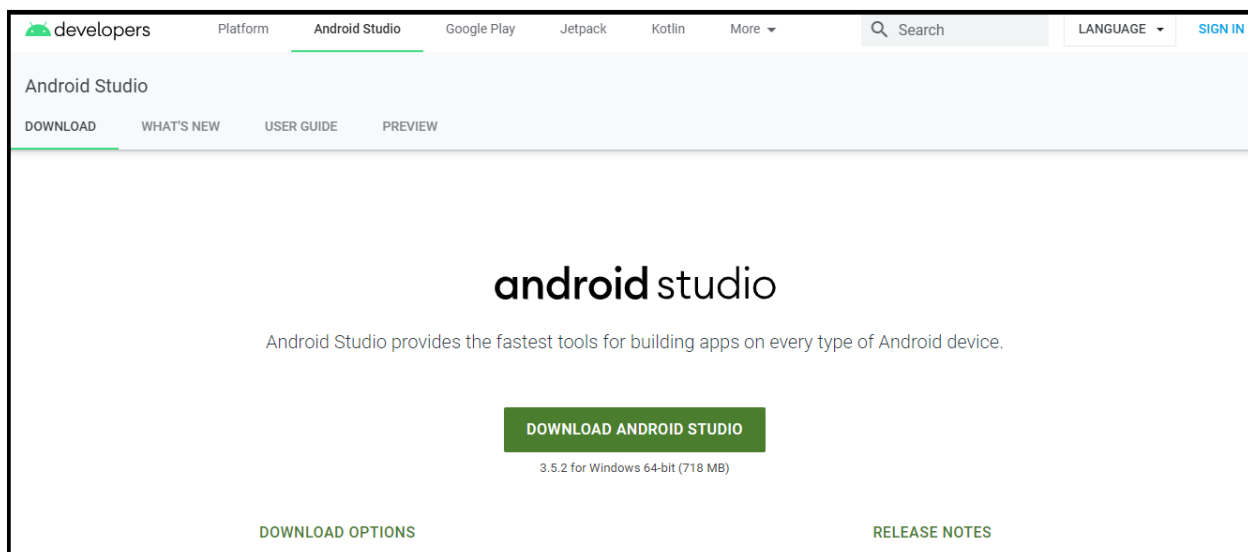 developers Platform Android Studio Google Play Jetpack Kotlin More Search LANGUAGE SIGN IN
Android Studio
DOWNLOAD WHAT'S NEW USER GUIDE PREVIEW
android studio
Android Studio provides the fastest tools for building apps on every type of Android device.
DOWNLOAD ANDROID STUDIO
3.5.2 for Windows 64-bit (718 MB)
DOWNLOAD OPTIONS RELEASE NOTES